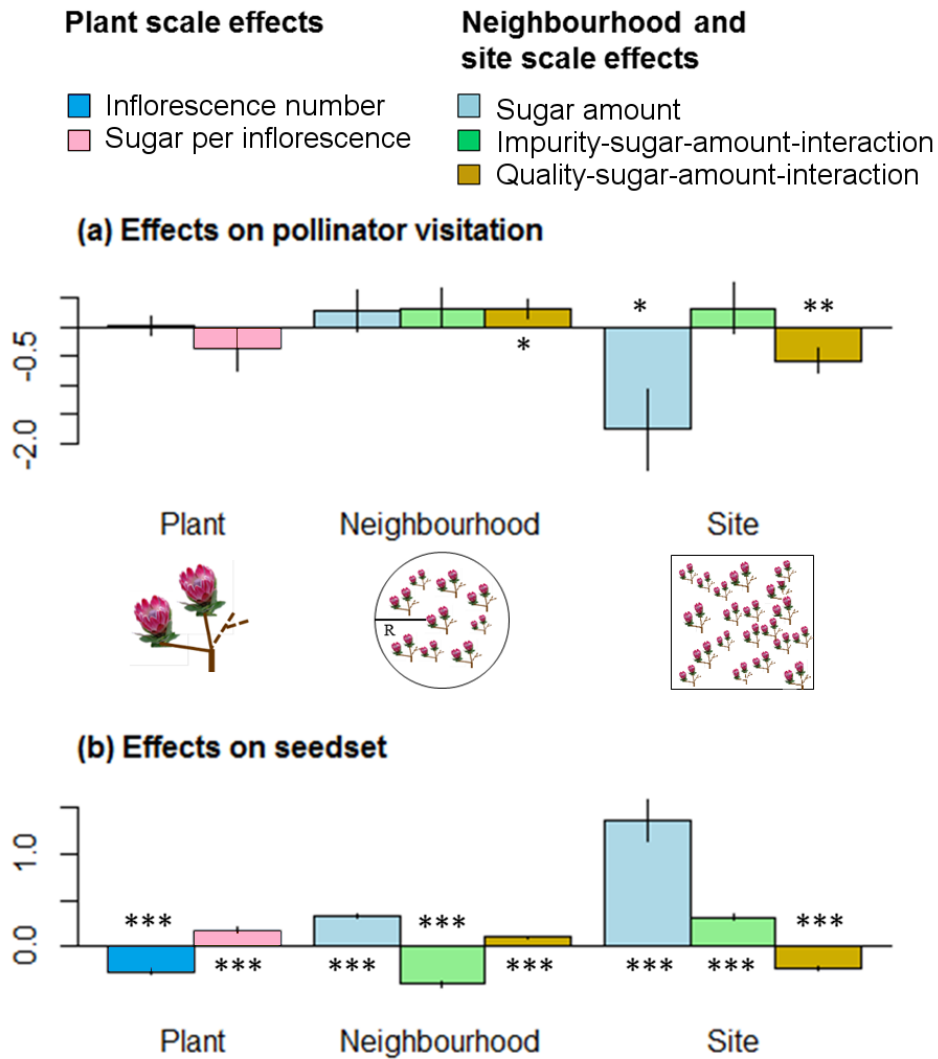 Plant scale effects
Neighbourhood and
site scale effects
Inflorescence number
Sugar per inflorescence
Sugar amount
Impurity-sugar-amount-interaction
Quality-sugar-amount-interaction
(a) Effects on pollinator visitation
-0.5
-2.0
*
*
**
Plant
Neighbourhood
Site
R
(b) Effects on seedset
1.0
0.0
***
***
***
***
***
***
***
***
Plant
Neighbourhood
Site